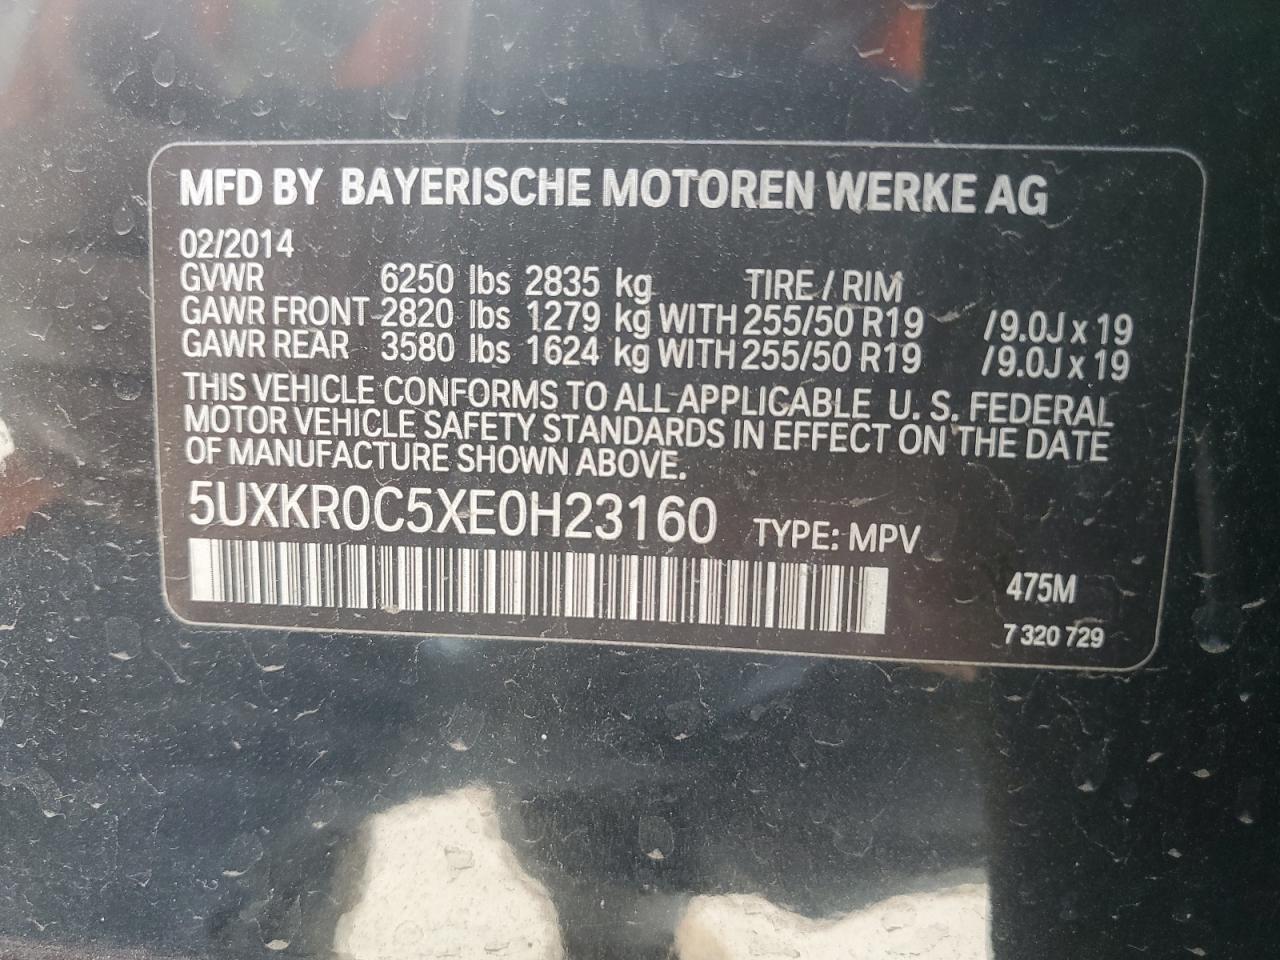 MFD BY BAYERISCHE MOTOREN WERKE AG
02/2014
GVWR 6250 lbs 2835 kg TIRE / RIM
GAWR FRONT 2820 lbs 1279 kg WITH 255/50 R19 /9.0J x 19
GAWR REAR 3580 lbs 1624 kg WITH 255/50 R19 /9.0J x 19
THIS VEHICLE CONFORMS TO ALL APPLICABLE U. S. FEDERAL
MOTOR VEHICLE SAFETY STANDARDS IN EFFECT ON THE DATE
OF MANUFACTURE SHOWN ABOVE.
5UXKR0C5XE0H23160 TYPE: MPV
475M
7 320 729